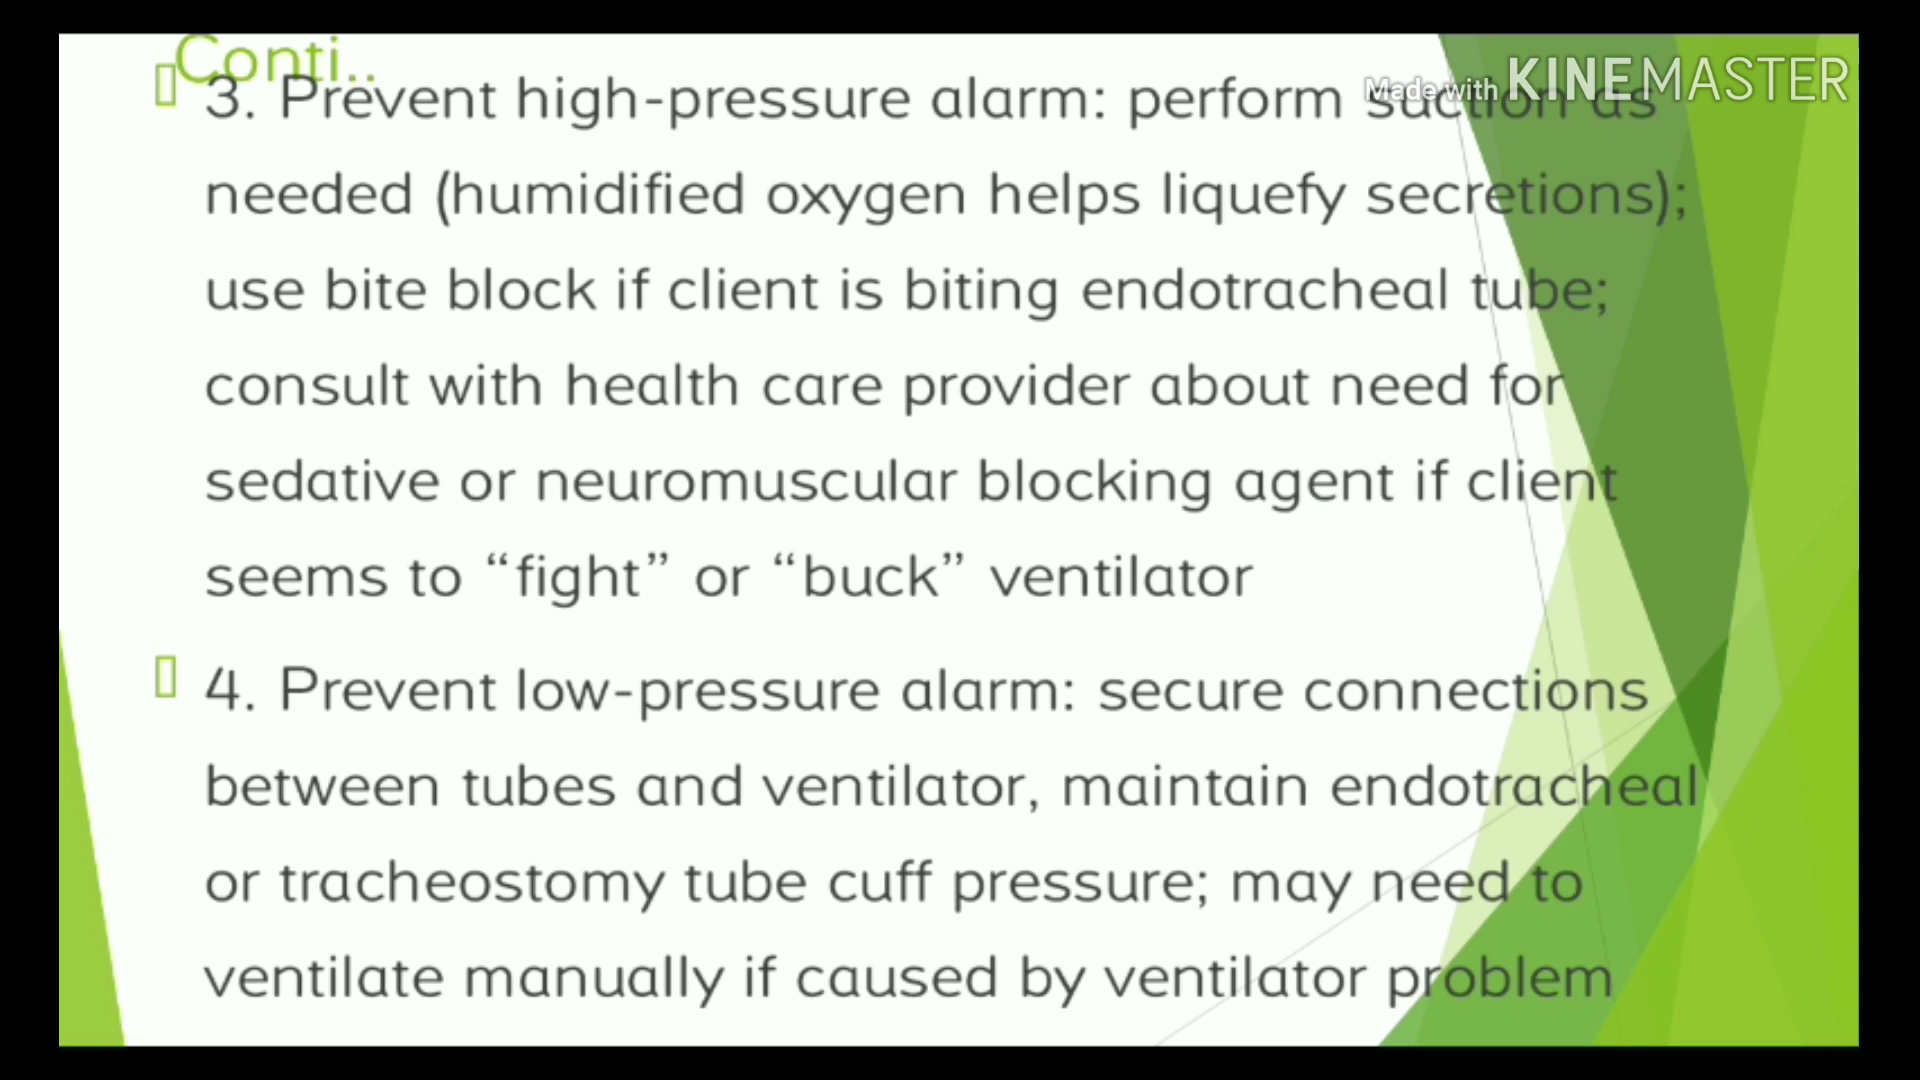 Conti..
3. Prevent high-pressure alarm: perform suction as
Made with KINEMASTER
needed (humidified oxygen helps liquefy secretions);
use bite block if client is biting endotracheal tube;
consult with health care provider about need for
sedative or neuromuscular blocking agent if client
seems to “fight” or “buck” ventilator
4. Prevent low-pressure alarm: secure connections
between tubes and ventilator, maintain endotracheal
or tracheostomy tube cuff pressure; may need to
ventilate manually if caused by ventilator problem